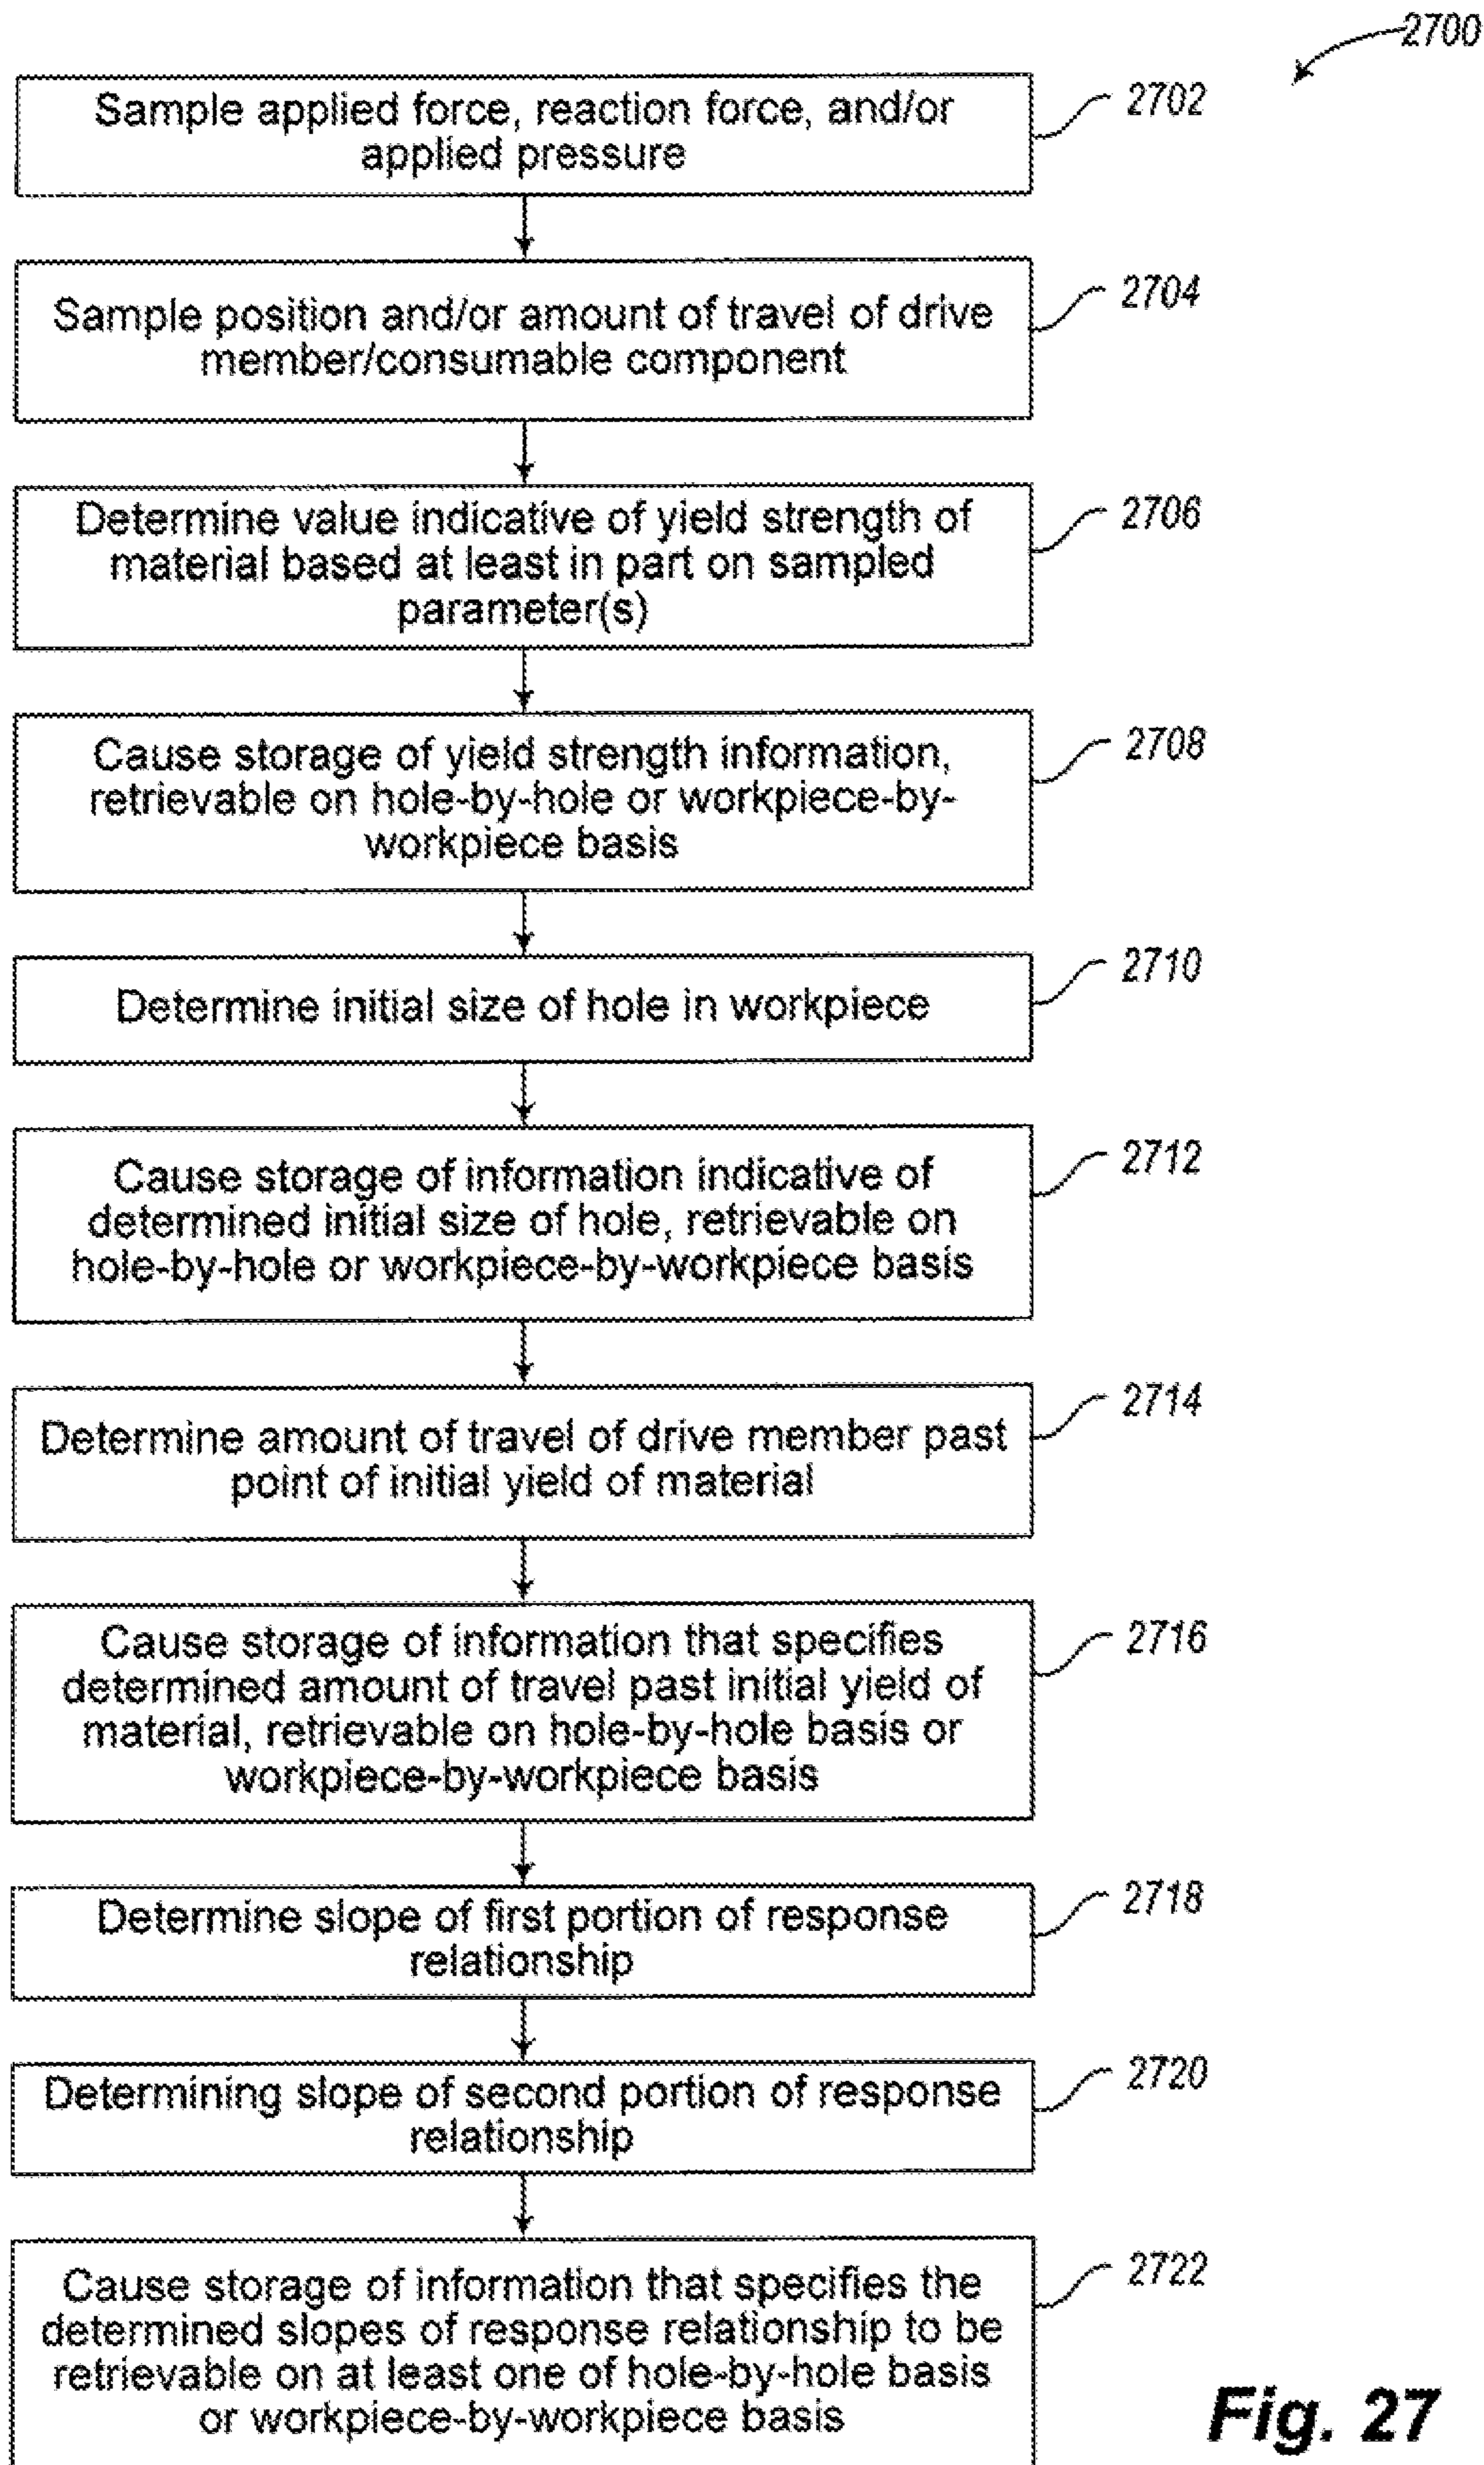 2700
Sample applied force, reaction force, and/or
applied pressure
2702
Sample position and/or amount of travel of drive
member/consumable component
2704
Determine value indicative of yield strength of
material based at least in part on sampled
parameter(s)
2706
Cause storage of yield strength information,
retrievable on hole-by-hole or workpiece-by-
workpiece basis
2708
Determine initial size of hole in workpiece
2710
Cause storage of information indicative of
determined initial size of hole, retrievable on
hole-by-hole or workpiece-by-workpiece basis
2712
Determine amount of travel of drive member past
point of initial yield of material
2714
Cause storage of information that specifies
determined amount of travel past initial yield of
material, retrievable on hole-by-hole basis or
workpiece-by-workpiece basis
2716
Determine slope of first portion of response
relationship
2718
Determining slope of second portion of response
relationship
2720
Cause storage of information that specifies the
determined slopes of response relationship to be
retrievable on at least one of hole-by-hole basis
or workpiece-by-workpiece basis
2722
Fig. 27